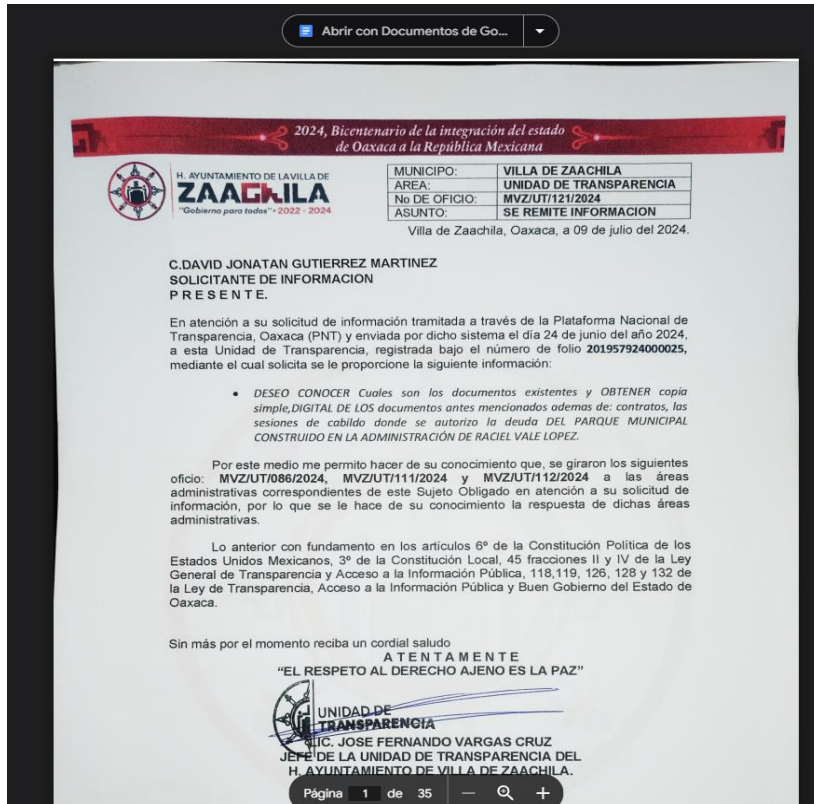 Abrir con Documentos de Go...
2024, Bicentenario de la integración del estado
de Oaxaca a la República Mexicana
H. AYUNTAMIENTO DE LA VILLA DE
ZAACHILA
"Gobierno para todos" • 2022 - 2024
MUNICIPO: VILLA DE ZAACHILA
AREA: UNIDAD DE TRANSPARENCIA
No DE OFICIO: MVZ/UT/121/2024
ASUNTO: SE REMITE INFORMACION
Villa de Zaachila, Oaxaca, a 09 de julio del 2024.
C.DAVID JONATAN GUTIERREZ MARTINEZ
SOLICITANTE DE INFORMACION
P R E S E N T E.
En atención a su solicitud de información tramitada a través de la Plataforma Nacional de
Transparencia, Oaxaca (PNT) y enviada por dicho sistema el día 24 de junio del año 2024,
a esta Unidad de Transparencia, registrada bajo el número de folio 201957924000025,
mediante el cual solicita se le proporcione la siguiente información:
• DESEO CONOCER Cuales son los documentos existentes y OBTENER copia
simple,DIGITAL DE LOS documentos antes mencionados ademas de: contratos, las
sesiones de cabildo donde se autorizo la deuda DEL PARQUE MUNICIPAL
CONSTRUIDO EN LA ADMINISTRACIÓN DE RACIEL VALE LOPEZ.
Por este medio me permito hacer de su conocimiento que, se giraron los siguientes
oficio: MVZ/UT/086/2024, MVZ/UT/111/2024 y MVZ/UT/112/2024 a las áreas
administrativas correspondientes de este Sujeto Obligado en atención a su solicitud de
información, por lo que se le hace de su conocimiento la respuesta de dichas áreas
administrativas.
Lo anterior con fundamento en los artículos 6º de la Constitución Política de los
Estados Unidos Mexicanos, 3º de la Constitución Local, 45 fracciones II y IV de la Ley
General de Transparencia y Acceso a la Información Pública, 118,119, 126, 128 y 132 de
la Ley de Transparencia, Acceso a la Información Pública y Buen Gobierno del Estado de
Oaxaca.
Sin más por el momento reciba un cordial saludo
A T E N T A M E N T E
“EL RESPETO AL DERECHO AJENO ES LA PAZ”
UNIDAD DE
TRANSPARENCIA
LIC. JOSE FERNANDO VARGAS CRUZ
JEFE DE LA UNIDAD DE TRANSPARENCIA DEL
H. AYUNTAMIENTO DE VILLA DE ZAACHILA.
Página 1 de 35